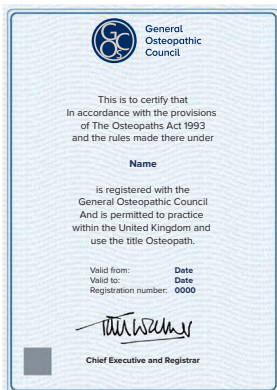 General
Osteopathic
Council
This is to certify that
In accordance with the provisions
of The Osteopaths Act 1993
and the rules made there under
Name
is registered with the
General Osteopathic Council
And is permitted to practice
within the United Kingdom and
use the title Osteopath.
Valid from: Date
Valid to: Date
Registration number: 0000
Chief Executive and Registrar